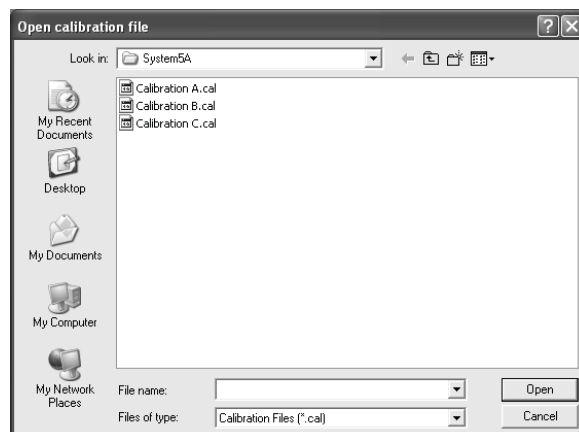 Open calibration file
Look in:
System5A
Calibration A.cal
Calibration B.cal
Calibration C.cal
My Recent
Documents
Desktop
My Documents
My Computer
My Network
Places
File name:
Open
Files of type:
Calibration Files (*.cal)
Cancel